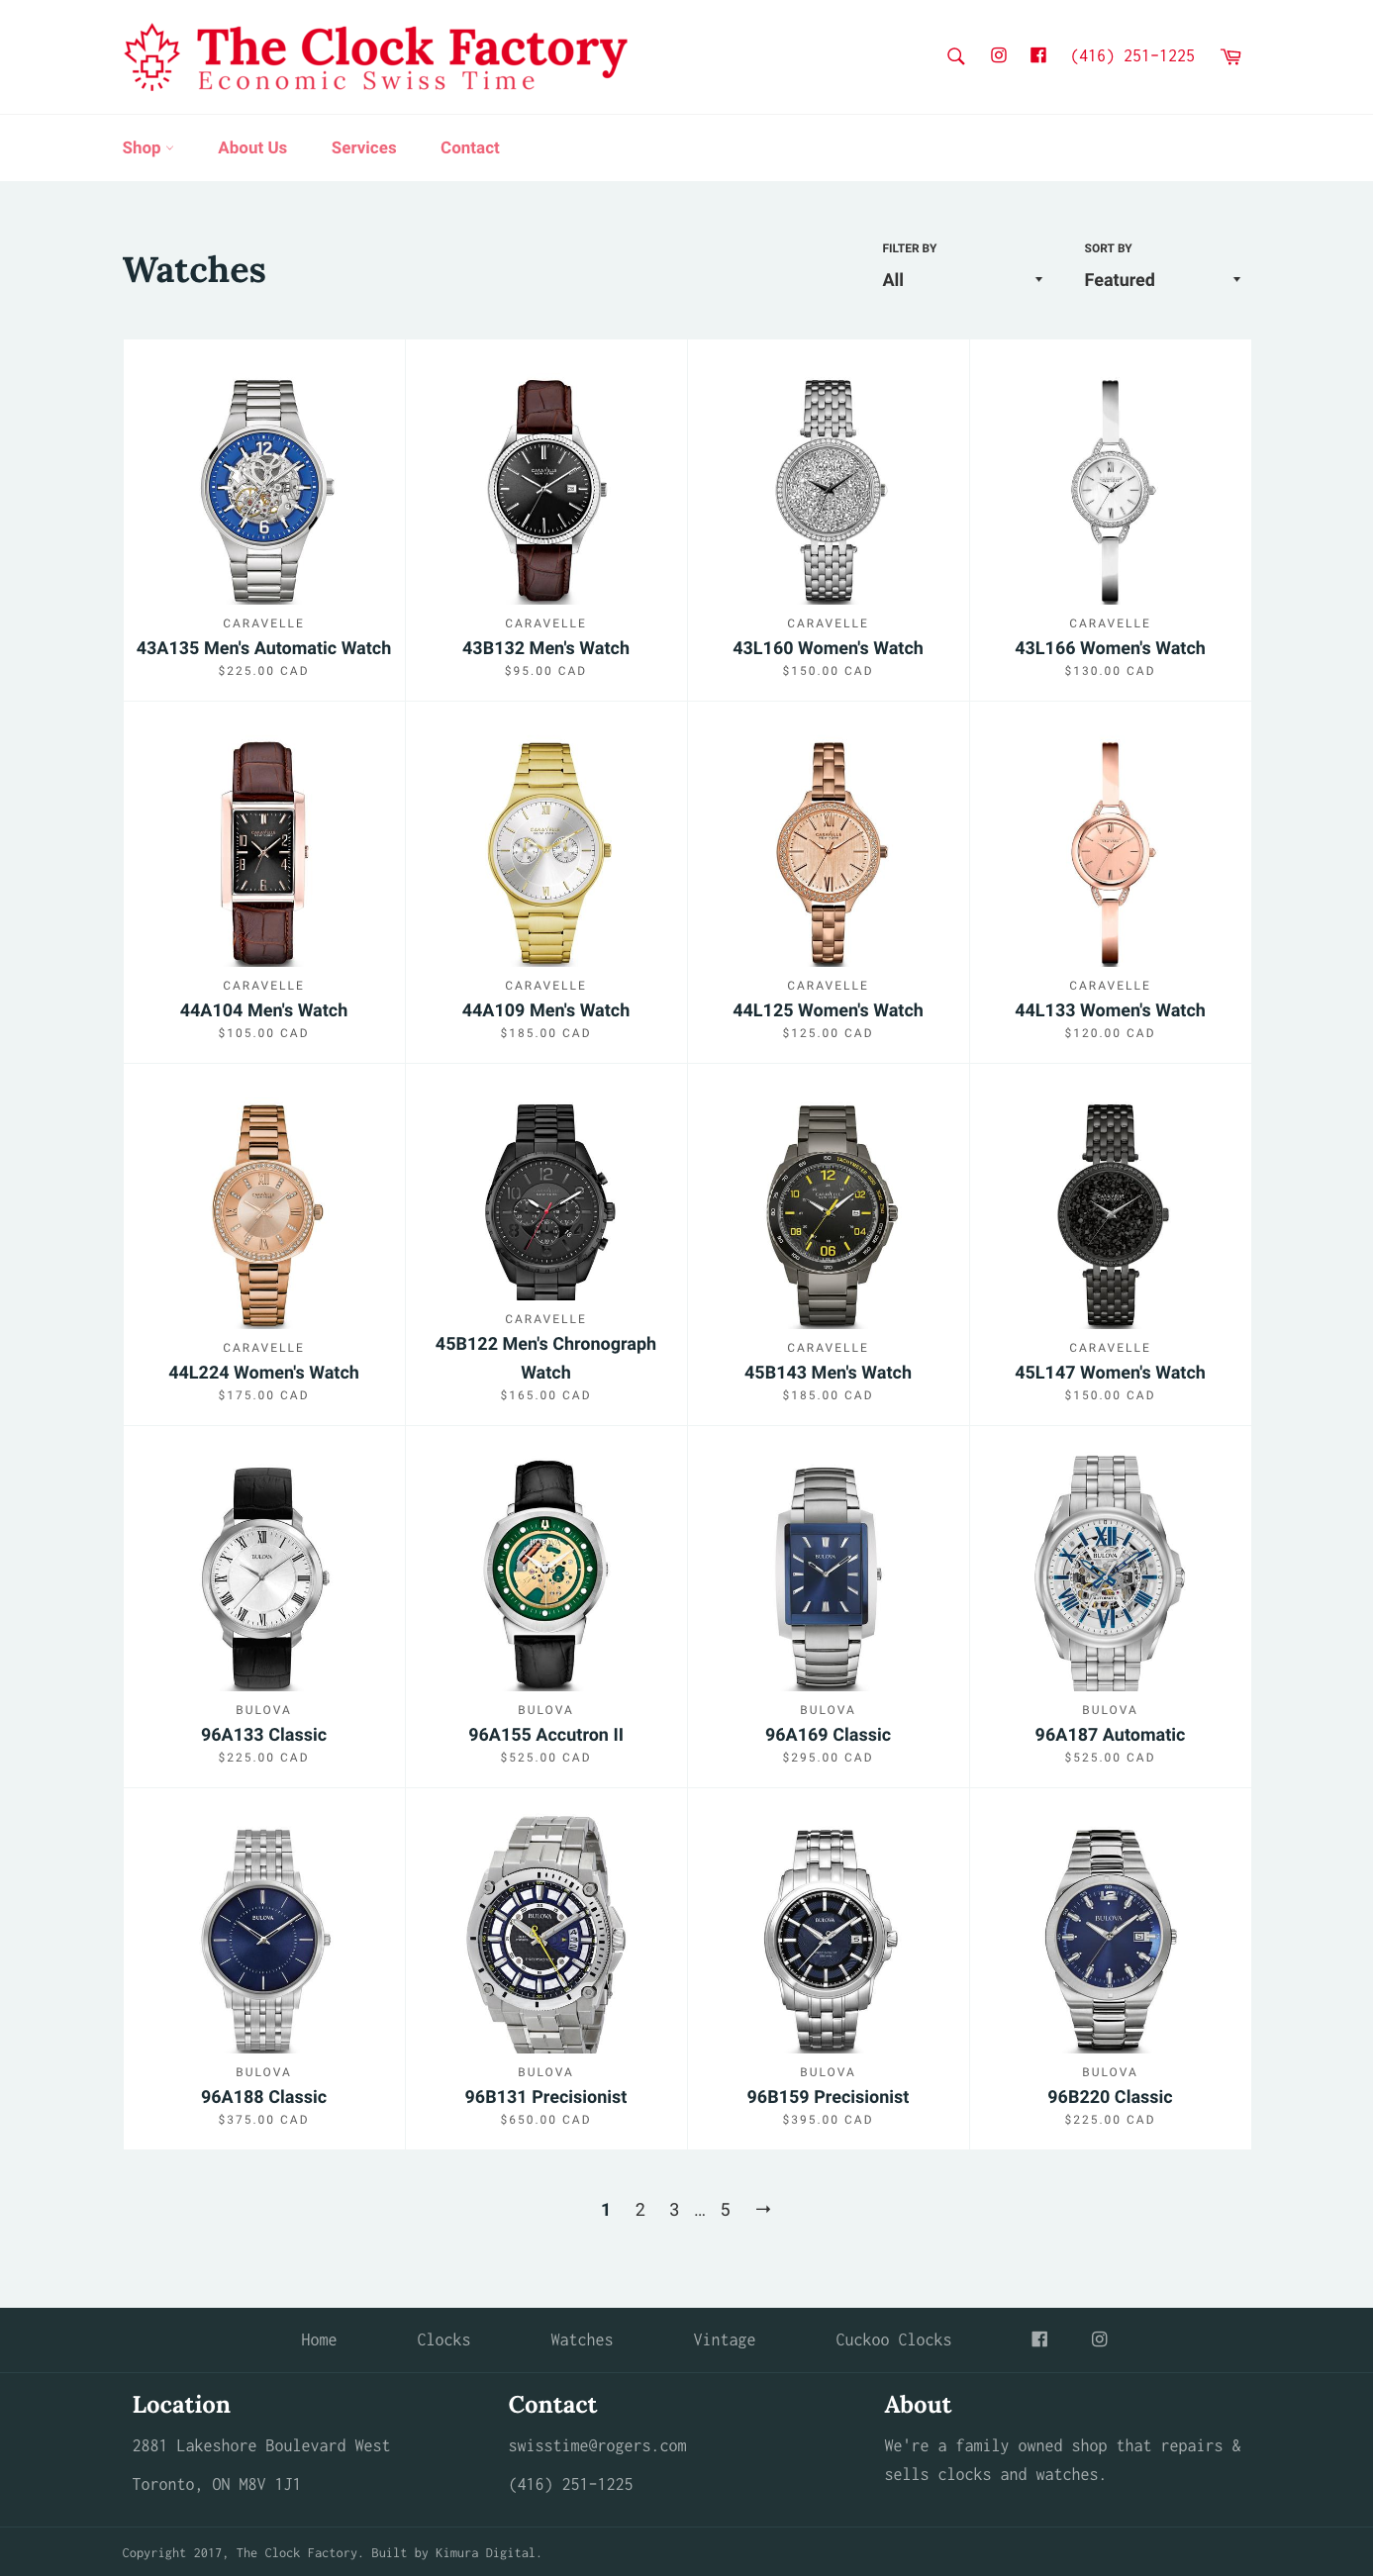 The Clock Factory
Economic Swiss Time
(416) 251-1225
Shop
About Us
Services
Contact
Watches
FILTER BY
All
SORT BY
Featured
CARAVELLE
43A135 Men's Automatic Watch
$225.00 CAD
CARAVELLE
43B132 Men's Watch
$95.00 CAD
CARAVELLE
43L160 Women's Watch
$150.00 CAD
CARAVELLE
43L166 Women's Watch
$130.00 CAD
CARAVELLE
44A104 Men's Watch
$105.00 CAD
CARAVELLE
44A109 Men's Watch
$185.00 CAD
CARAVELLE
44L125 Women's Watch
$125.00 CAD
CARAVELLE
44L133 Women's Watch
$120.00 CAD
CARAVELLE
44L224 Women's Watch
$175.00 CAD
CARAVELLE
45B122 Men's Chronograph
Watch
$165.00 CAD
CARAVELLE
45B143 Men's Watch
$185.00 CAD
CARAVELLE
45L147 Women's Watch
$150.00 CAD
BULOVA
96A133 Classic
$225.00 CAD
BULOVA
96A155 Accutron II
$525.00 CAD
BULOVA
96A169 Classic
$295.00 CAD
BULOVA
96A187 Automatic
$525.00 CAD
BULOVA
96A188 Classic
$375.00 CAD
BULOVA
96B131 Precisionist
$650.00 CAD
BULOVA
96B159 Precisionist
$395.00 CAD
BULOVA
96B220 Classic
$225.00 CAD
1 2 3 … 5 →
Home
Clocks
Watches
Vintage
Cuckoo Clocks
Location
2881 Lakeshore Boulevard West
Toronto, ON M8V 1J1
Contact
swisstime@rogers.com
(416) 251-1225
About
We're a family owned shop that repairs &
sells clocks and watches.
Copyright 2017, The Clock Factory. Built by Kimura Digital.